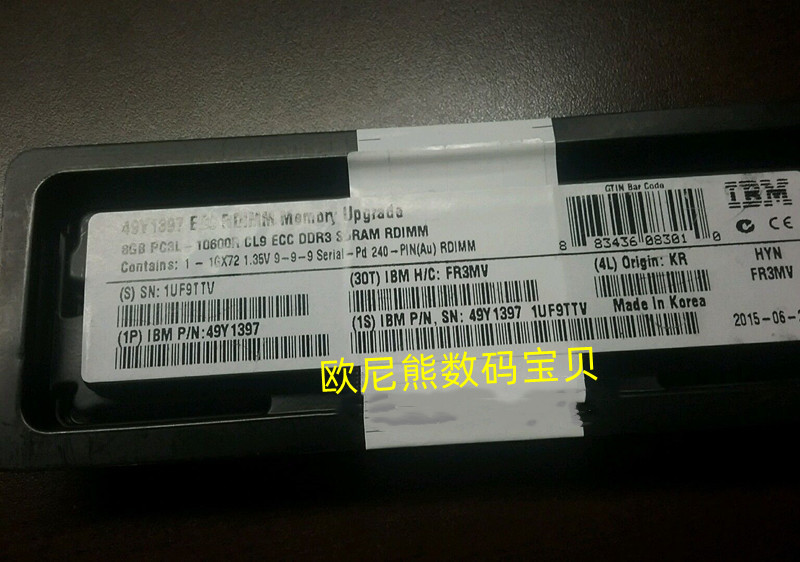 49Y1397 ECC RDIMM Memory Upgrade
8GB PC3L-10600R CL9 ECC DDR3 SDRAM RDIMM
Contains: 1 - 1GX72 1.35V 9-9-9 Serial-Pd 240-PIN(Au) RDIMM
GTIN Bar Code
8 83436 08301 0
IBM
CE
(S) SN: 1UF9TTV
(30T) IBM H/C: FR3MV
(4L) Origin: KR
HYN
FR3MV
(1P) IBM P/N:49Y1397
(1S) IBM P/N, SN: 49Y1397 1UF9TTV
Made In Korea
2015-06-
欧尼熊数码宝贝